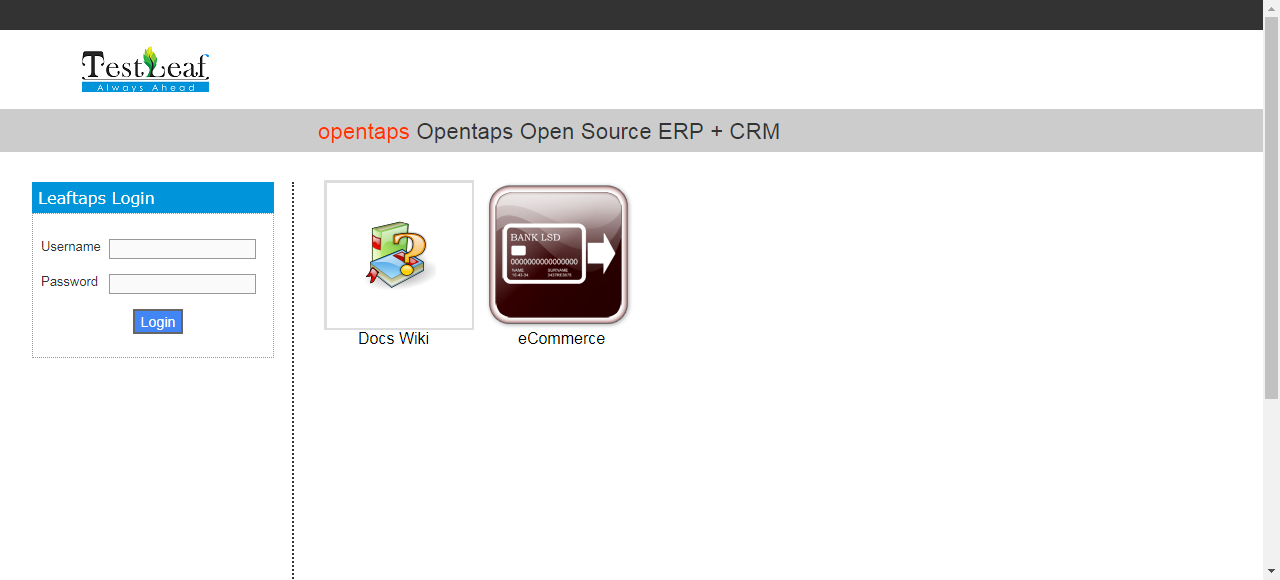 TestLeaf
Always Ahead
opentaps Opentaps Open Source ERP + CRM
Leaftaps Login
Username
Password
Login
BANK LSD
0000000000000000
NAME SURNAME
Docs Wiki
eCommerce